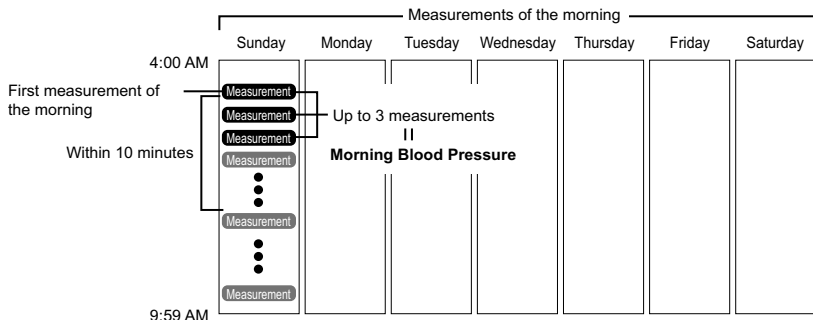 Measurements of the morning
Sunday Monday Tuesday Wednesday Thursday Friday Saturday
4:00 AM
First measurement of
the morning
Measurement
Measurement
Up to 3 measurements
Measurement
Within 10 minutes
Measurement
Morning Blood Pressure
Measurement
Measurement
9:59 AM